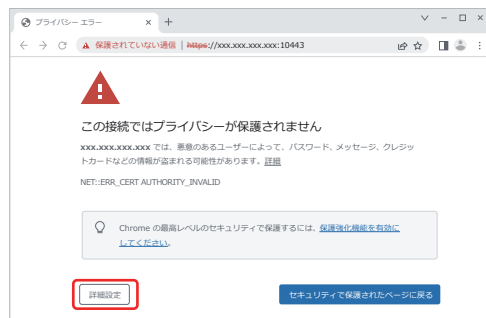 プライバシー エラー
保護されていない通信 | https://xxx.xxx.xxx.xxx:10443
この接続ではプライバシーが保護されません
xxx.xxx.xxx.xxx では、悪意のあるユーザーによって、パスワード、メッセージ、クレジッ
トカードなどの情報が盗まれる可能性があります。詳細
NET::ERR_CERT AUTHORITY_INVALID
Chrome の最高レベルのセキュリティで保護するには、保護強化機能を有効に
してください。
詳細設定
セキュリティで保護されたページに戻る